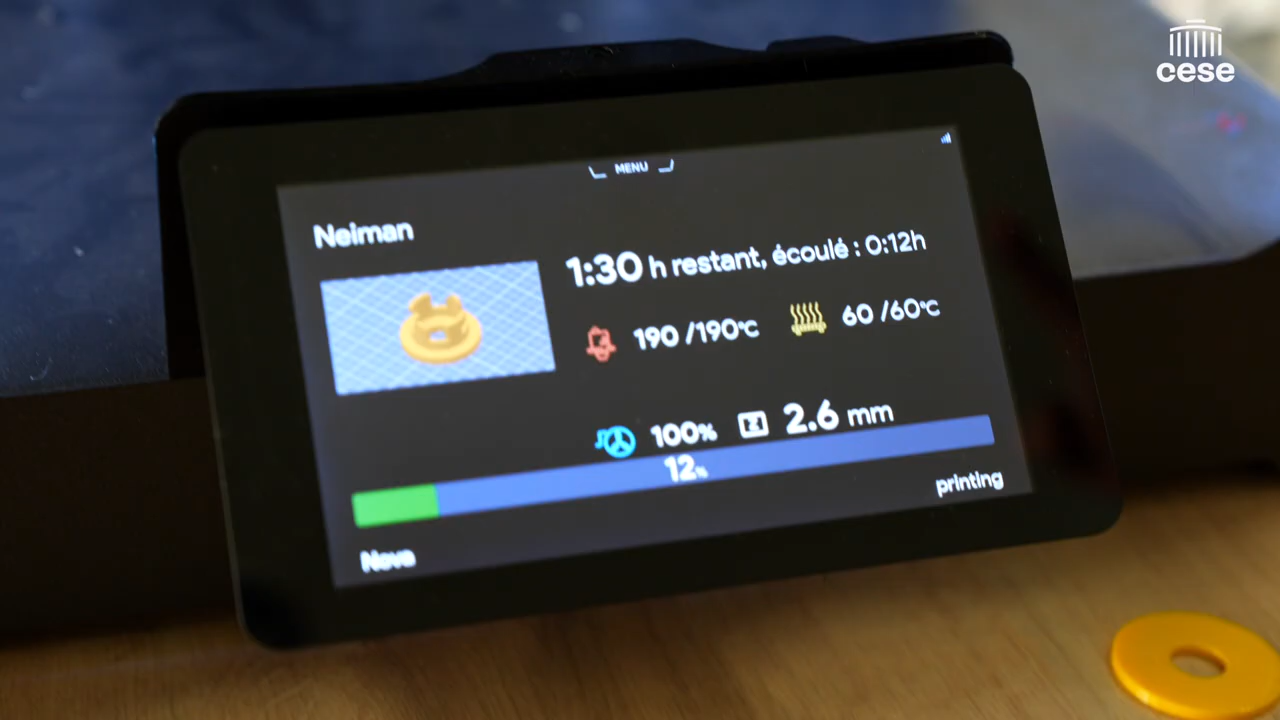 cese
MENU
Neiman
1:30 h restant, écoulé : 0:12h
190 /190°C 60 /60°C
100% 2.6 mm
12%
printing
Nova